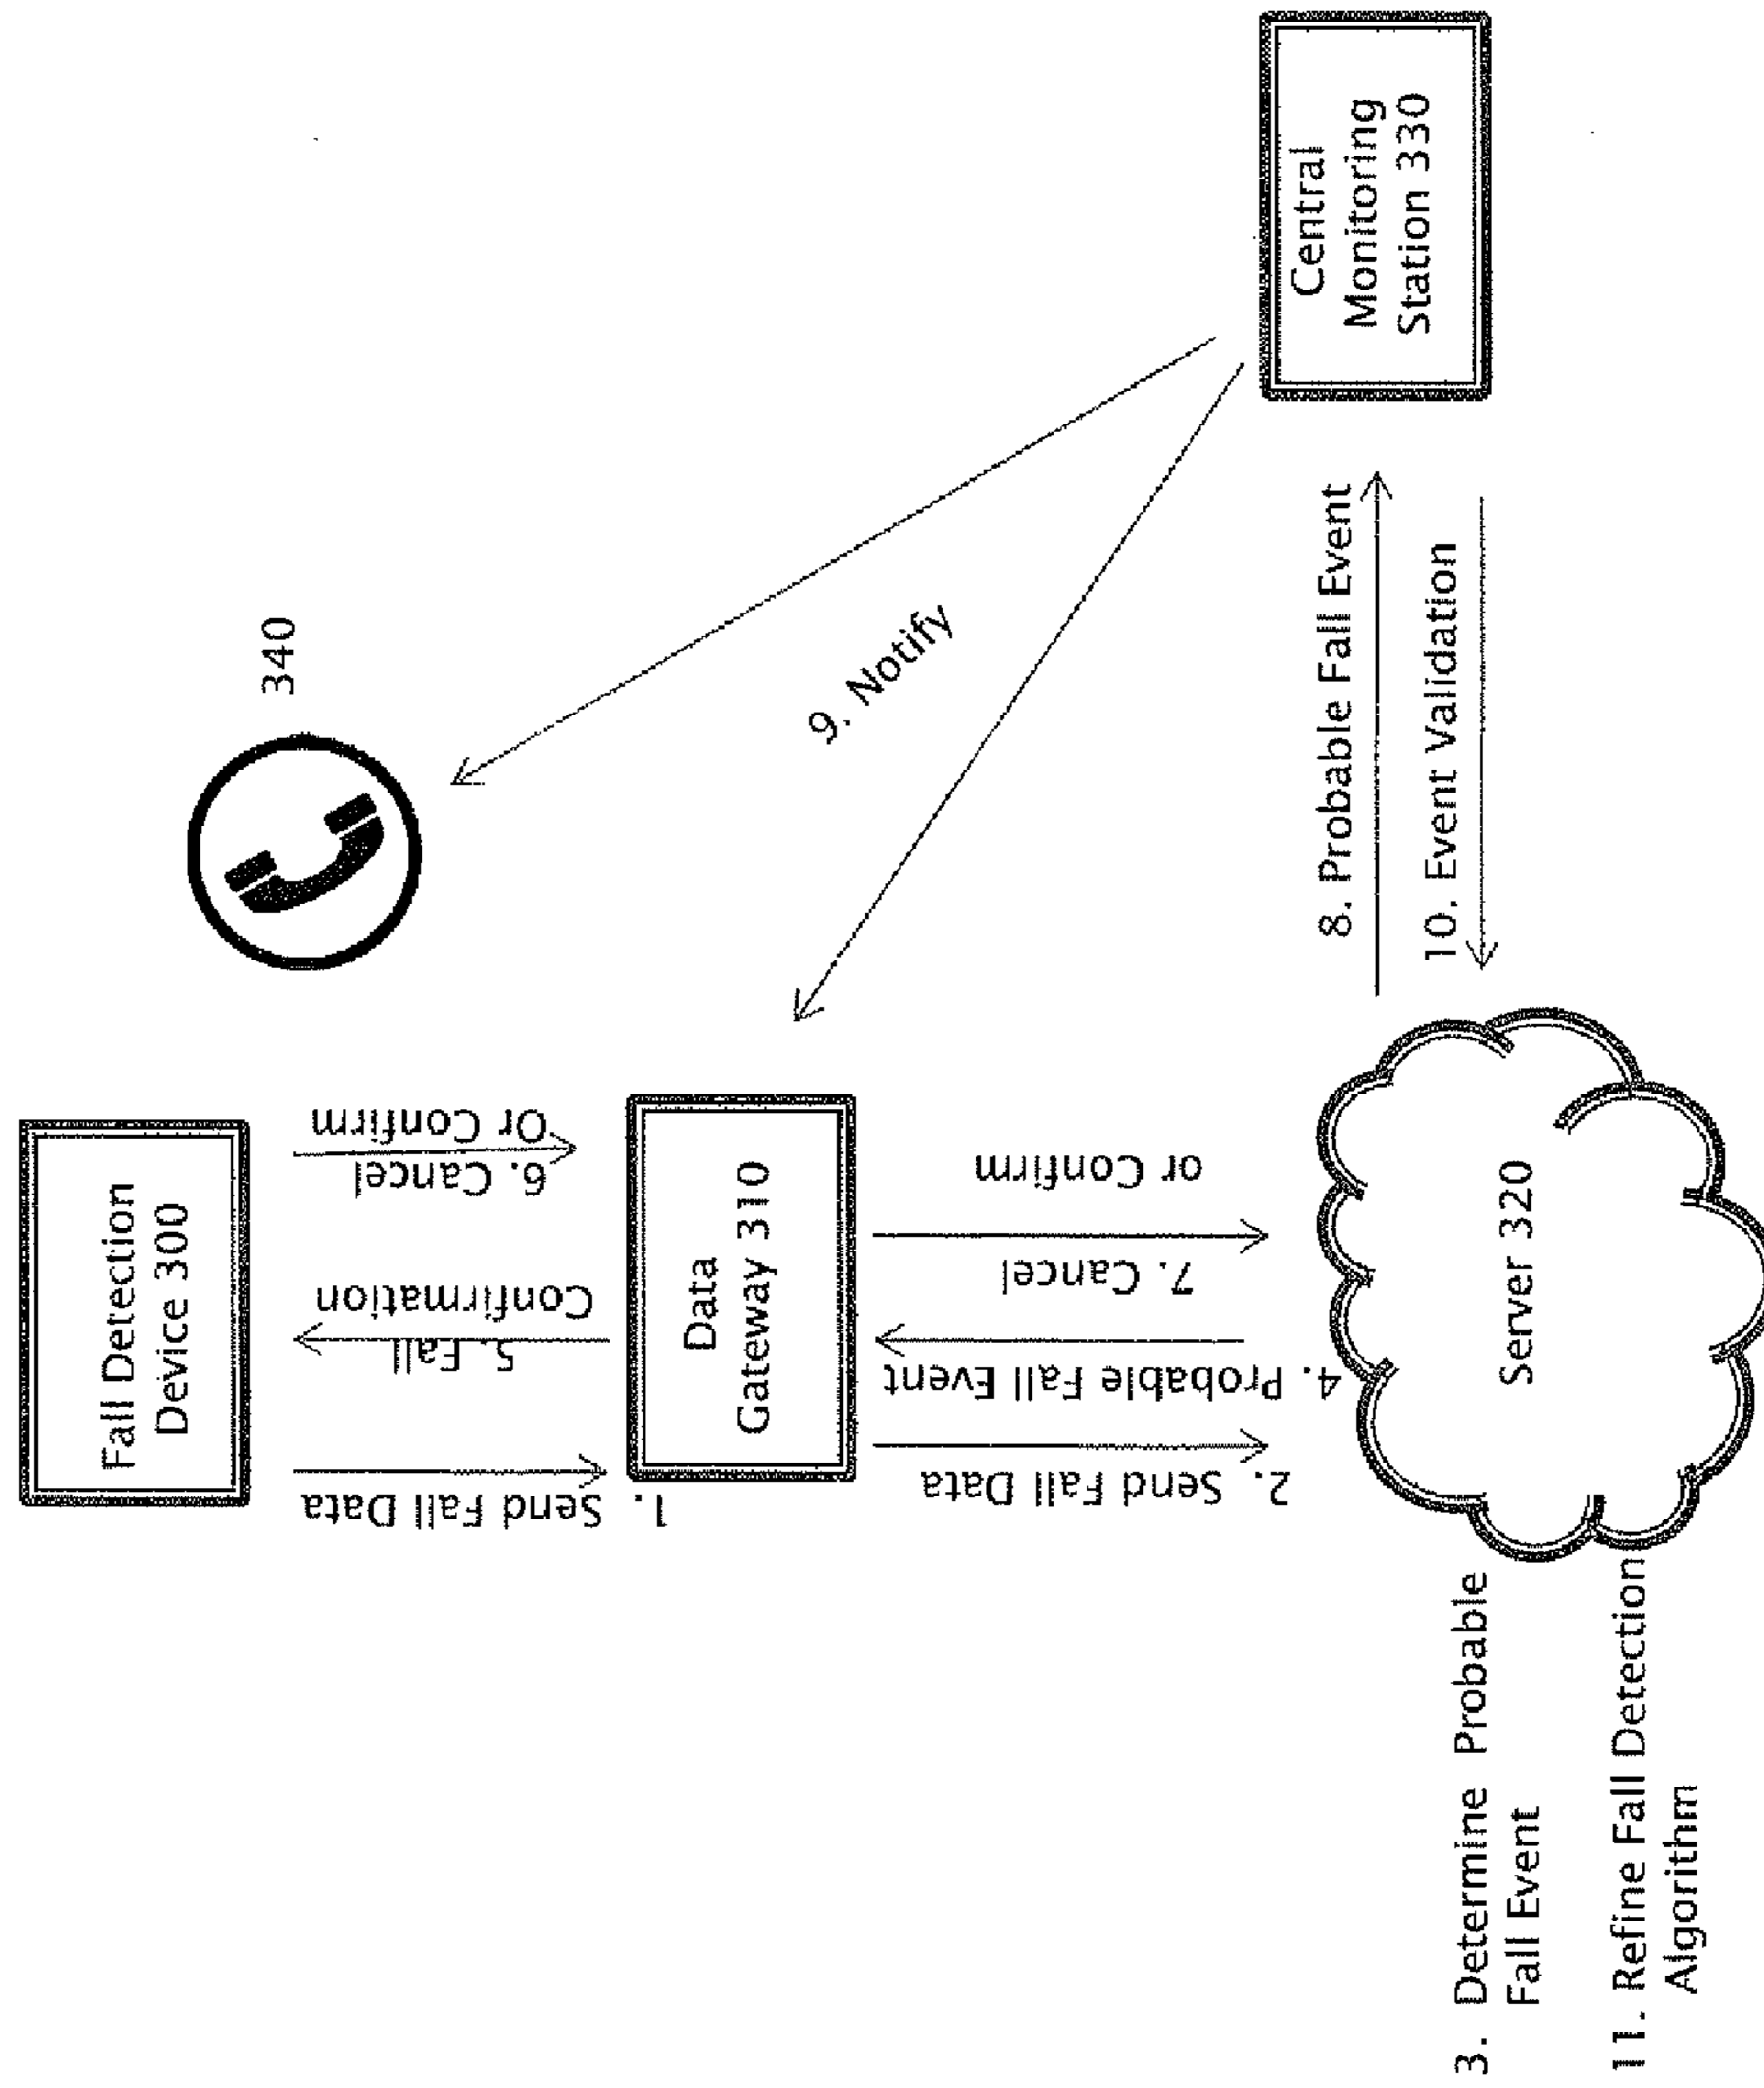 Fall Detection
Device 300
1. Send Fall Data
5. Fall
Confirmation
6. Cancel
Or Confirm
340
Data
Gateway 310
2. Send Fall Data
4. Probable Fall Event
7. Cancel
or Confirm
9. Notify
Server 320
3. Determine Probable
Fall Event
11. Refine Fall Detection
Algorithm
8. Probable Fall Event
10. Event Validation
Central
Monitoring
Station 330